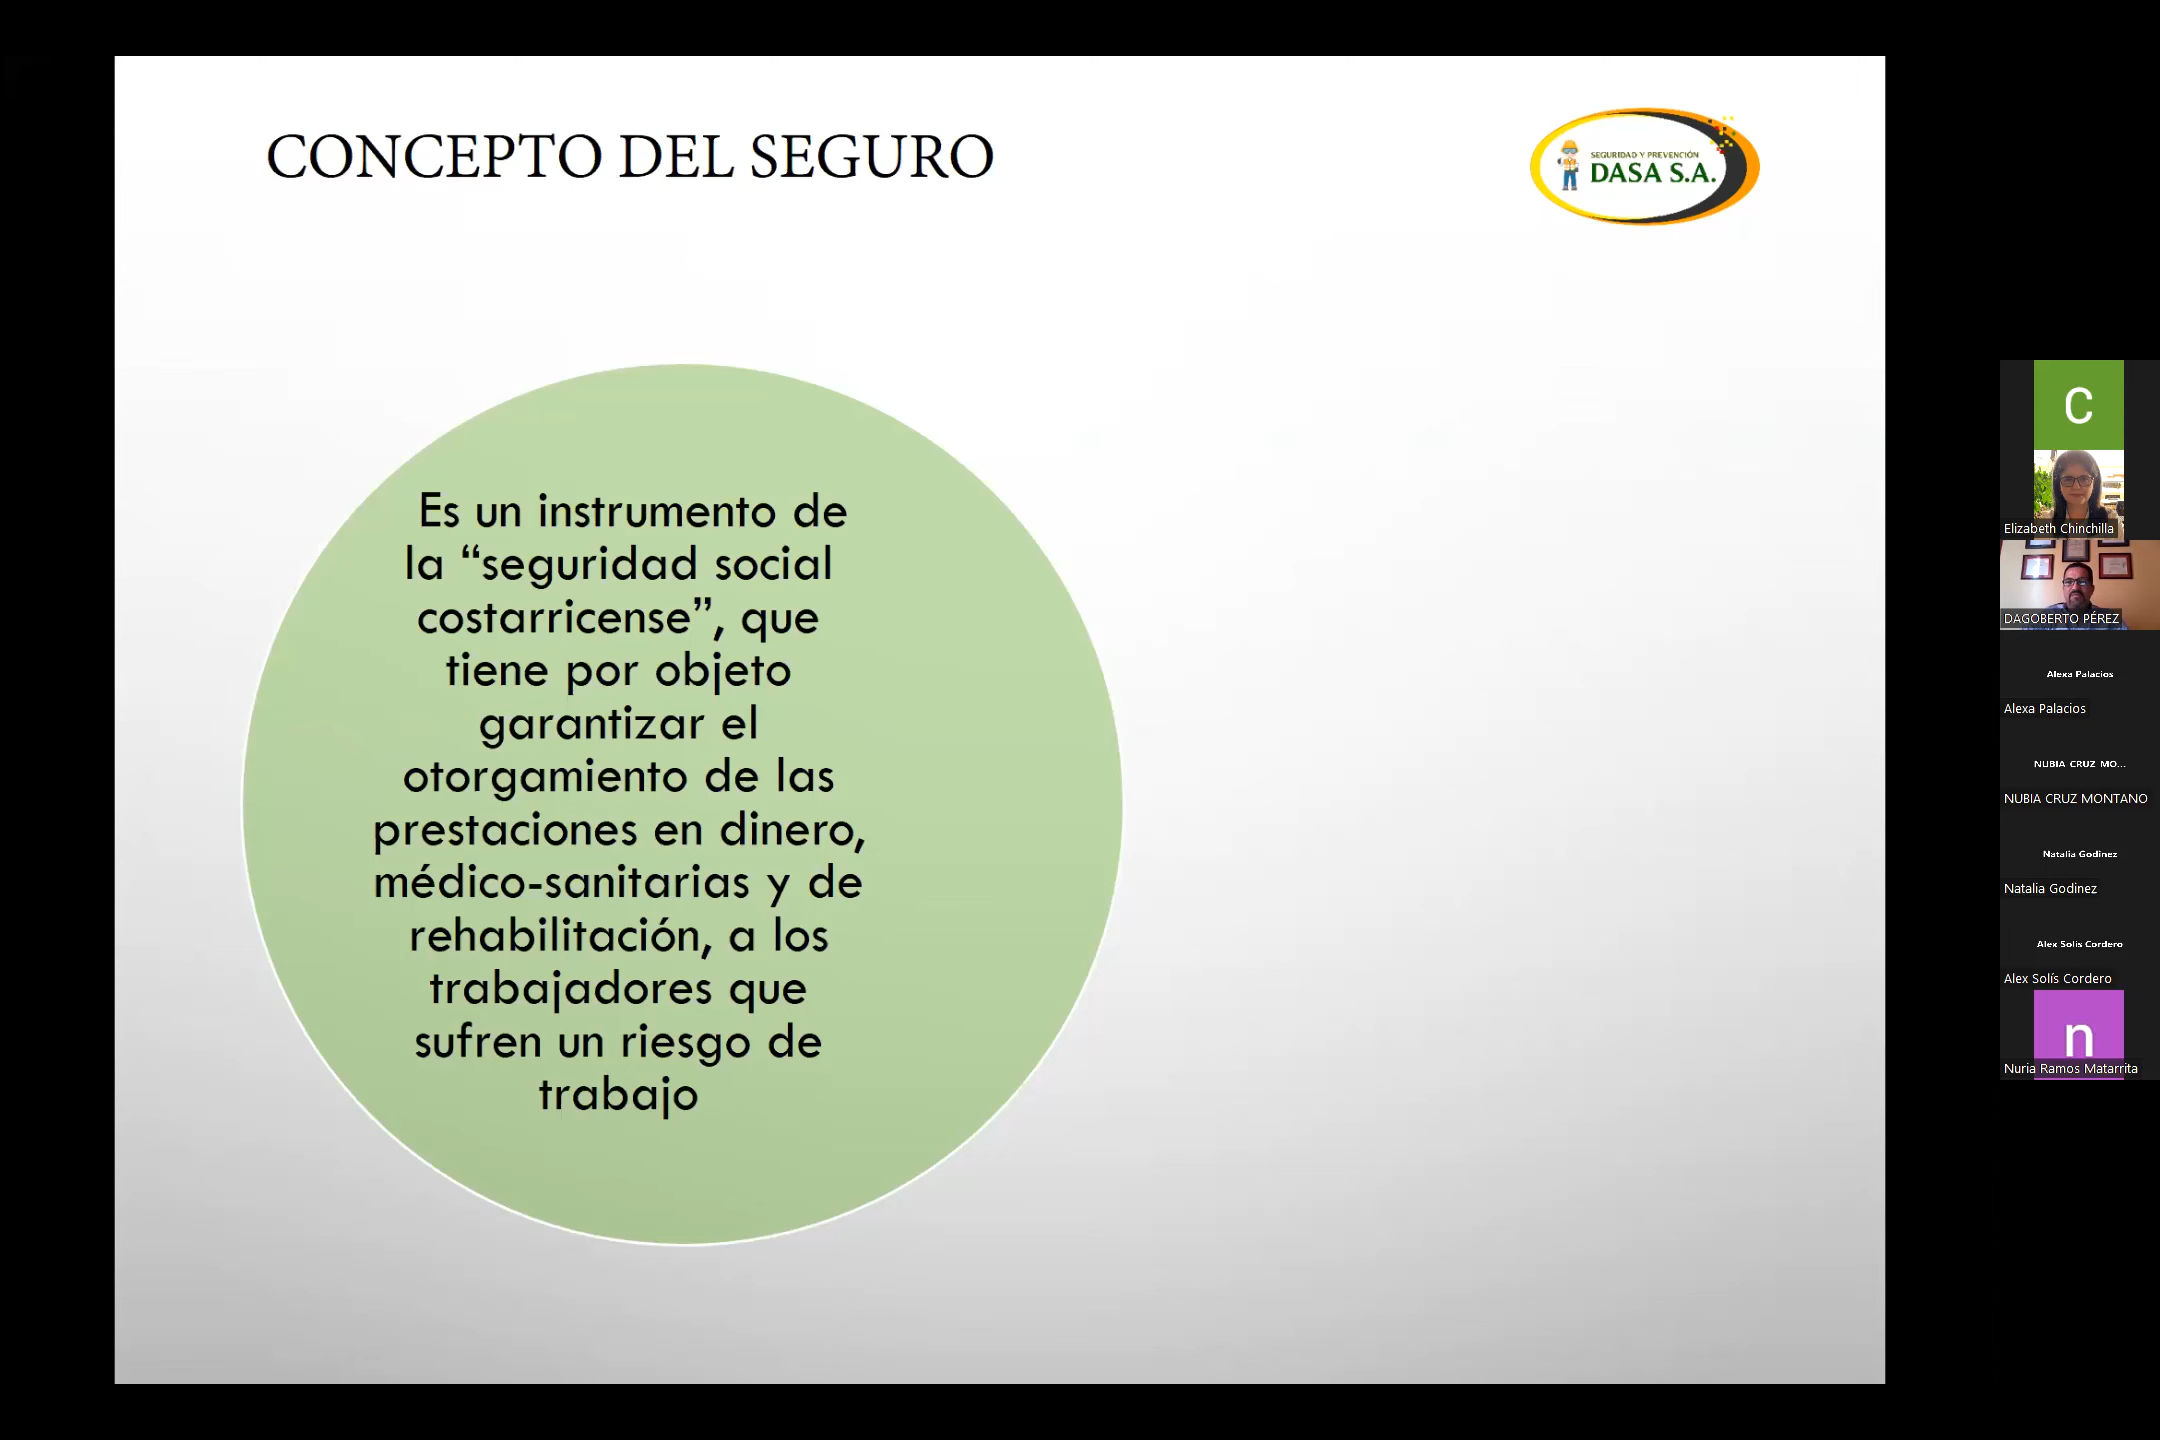 CONCEPTO DEL SEGURO
SEGURIDAD Y PREVENCIÓN
DASA S.A.
Es un instrumento de
la “seguridad social
costarricense”, que
tiene por objeto
garantizar el
otorgamiento de las
prestaciones en dinero,
médico-sanitarias y de
rehabilitación, a los
trabajadores que
sufren un riesgo de
trabajo
C
Elizabeth Chinchilla
DAGOBERTO PÉREZ
Alexa Palacios
Alexa Palacios
NUBIA CRUZ MO...
NUBIA CRUZ MONTANO
Natalia Godinez
Natalia Godinez
Alex Solís Cordero
Alex Solís Cordero
n
Nuria Ramos Matarrita